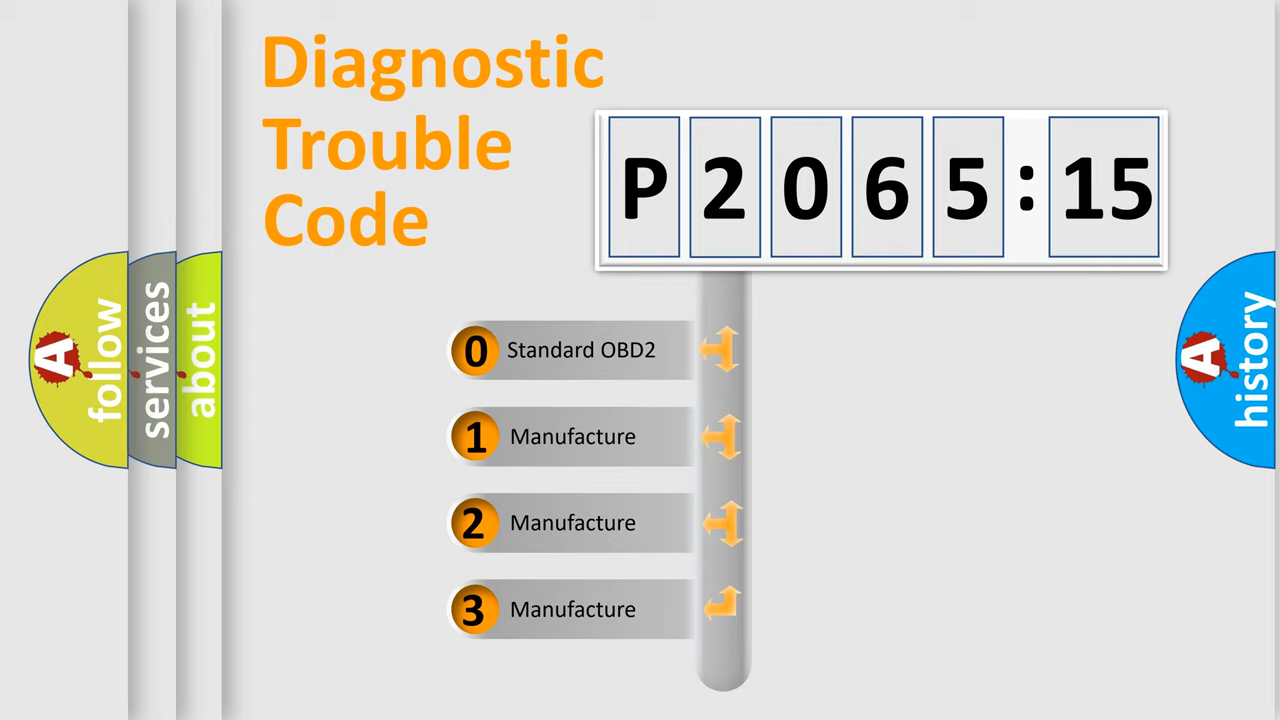 Diagnostic
Trouble
Code
P 2 0 6 5 : 15
0 Standard OBD2
1 Manufacture
2 Manufacture
3 Manufacture
A follow
services
about
A history